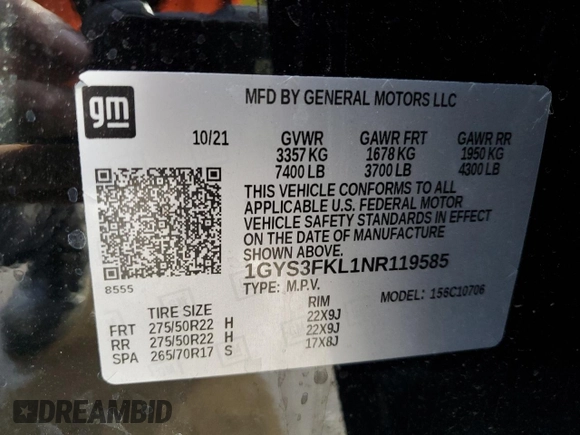 gm
MFD BY GENERAL MOTORS LLC
10/21 GVWR GAWR FRT GAWR RR
3357 KG 1678 KG 1950 KG
7400 LB 3700 LB 4300 LB
THIS VEHICLE CONFORMS TO ALL
APPLICABLE U.S. FEDERAL MOTOR
VEHICLE SAFETY STANDARDS IN EFFECT
ON THE DATE OF MANUFACTURE
SHOWN ABOVE.
8555
1GYS3FKL1NR119585
TYPE: M.P.V. MODEL: 156C10706
TIRE SIZE RIM
FRT 275/50R22 H 22X9J
RR 275/50R22 H 22X9J
SPA 265/70R17 S 17X8J
DREAMBID